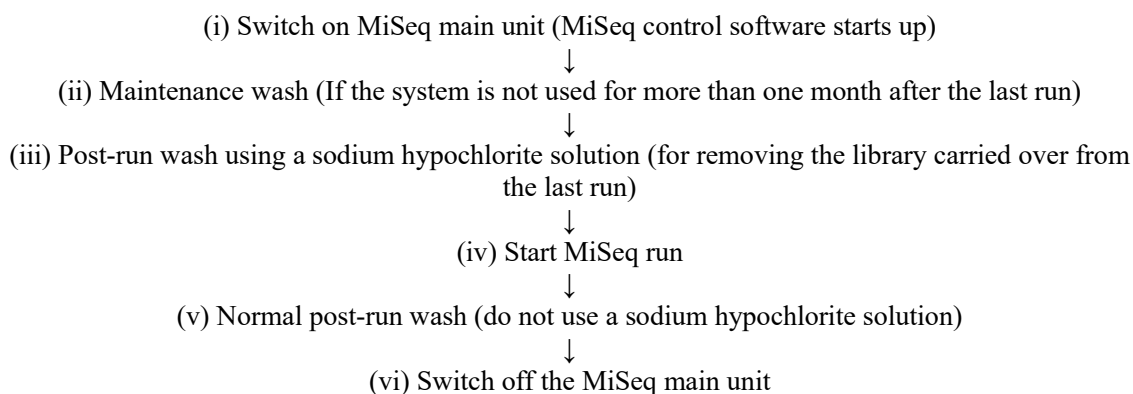 (i) Switch on MiSeq main unit (MiSeq control software starts up)
↓
(ii) Maintenance wash (If the system is not used for more than one month after the last run)
↓
(iii) Post-run wash using a sodium hypochlorite solution (for removing the library carried over from
the last run)
↓
(iv) Start MiSeq run
↓
(v) Normal post-run wash (do not use a sodium hypochlorite solution)
↓
(vi) Switch off the MiSeq main unit